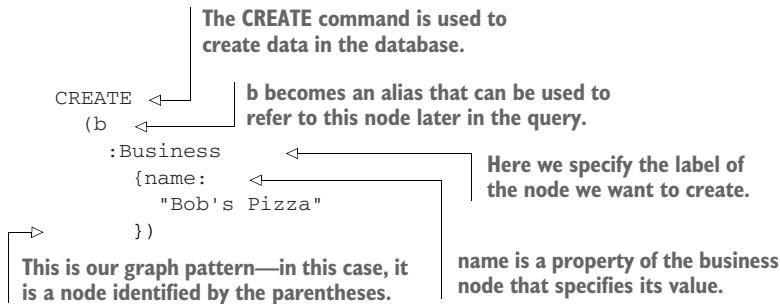 The CREATE command is used to
create data in the database.
CREATE
b becomes an alias that can be used to
refer to this node later in the query.
(b
:Business
Here we specify the label of
the node we want to create.
{name:
"Bob's Pizza"
})
This is our graph pattern—in this case, it
is a node identified by the parentheses.
name is a property of the business
node that specifies its value.